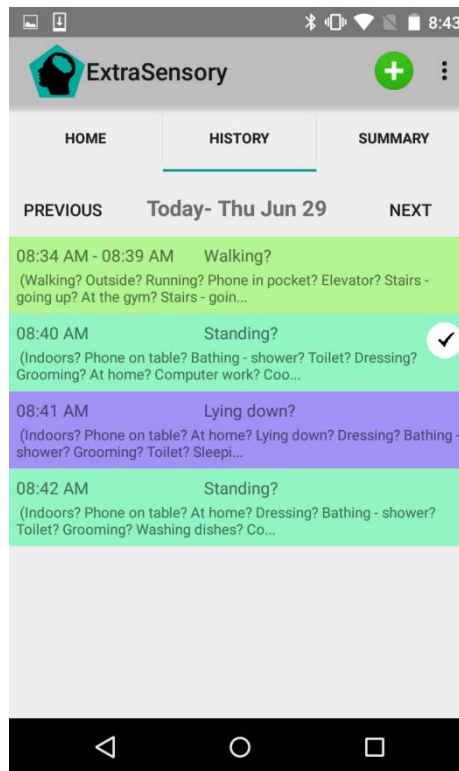 8:43
ExtraSensory
HOME HISTORY SUMMARY
PREVIOUS Today- Thu Jun 29 NEXT
08:34 AM - 08:39 AM Walking?
(Walking? Outside? Running? Phone in pocket? Elevator? Stairs -
going up? At the gym? Stairs - goin...
08:40 AM Standing?
(Indoors? Phone on table? Bathing - shower? Toilet? Dressing?
Grooming? At home? Computer work? Coo...
08:41 AM Lying down?
(Indoors? Phone on table? At home? Lying down? Dressing? Bathing -
shower? Grooming? Toilet? Sleepi...
08:42 AM Standing?
(Indoors? Phone on table? At home? Dressing? Bathing - shower?
Toilet? Grooming? Washing dishes? Co...